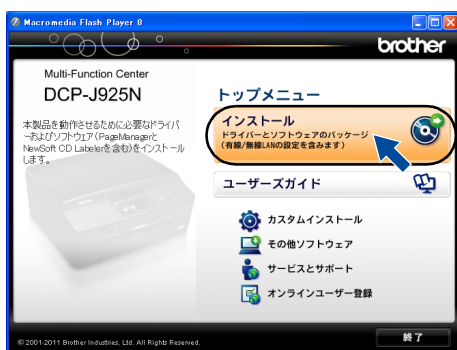 Macromedia Flash Player 8
brother
Multi-Function Center
DCP-J925N
本製品を動作させるために必要なドライバ
ーおよびソフトウェア(PageManagerと
NewSoft CD Labelerを含む)をインストール
します。
トップメニュー
インストール
ドライバーとソフトウェアのパッケージ
(有線/無線LANの設定を含みます)
ユーザーズガイド
カスタムインストール
その他ソフトウェア
サービスとサポート
オンラインユーザー登録
© 2001-2011 Brother Industries, Ltd. All Rights Reserved.
終了